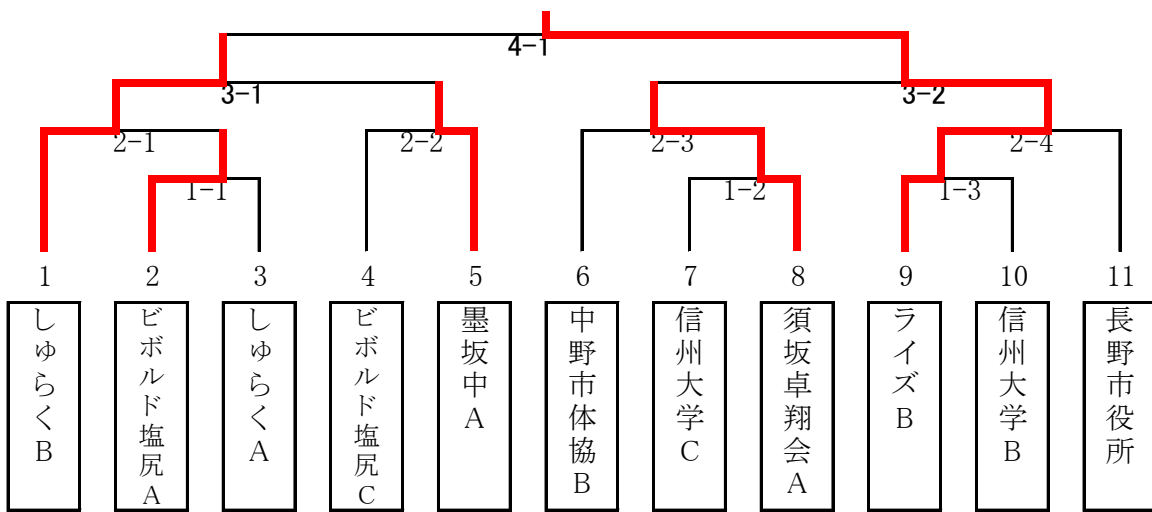 4-1
3-1
3-2
2-1
2-2
2-3
2-4
1-1
1-2
1-3
1
2
3
4
5
6
7
8
9
10
11
しゅらくB
ビボルド塩尻A
しゅらくA
ビボルド塩尻C
墨坂中A
中野市体協B
信州大学C
須坂卓翔会A
ライズB
信州大学B
長野市役所